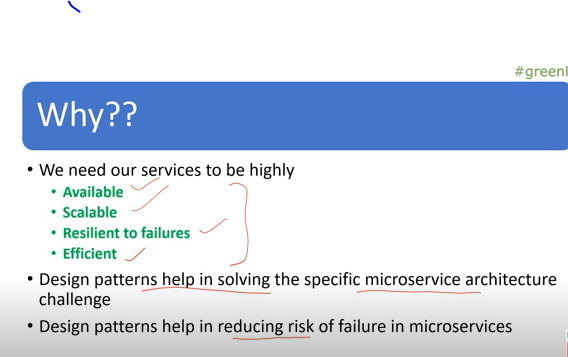 #green
Why??
• We need our services to be highly
• Available
• Scalable
• Resilient to failures
• Efficient
• Design patterns help in solving the specific microservice architecture
challenge
• Design patterns help in reducing risk of failure in microservices